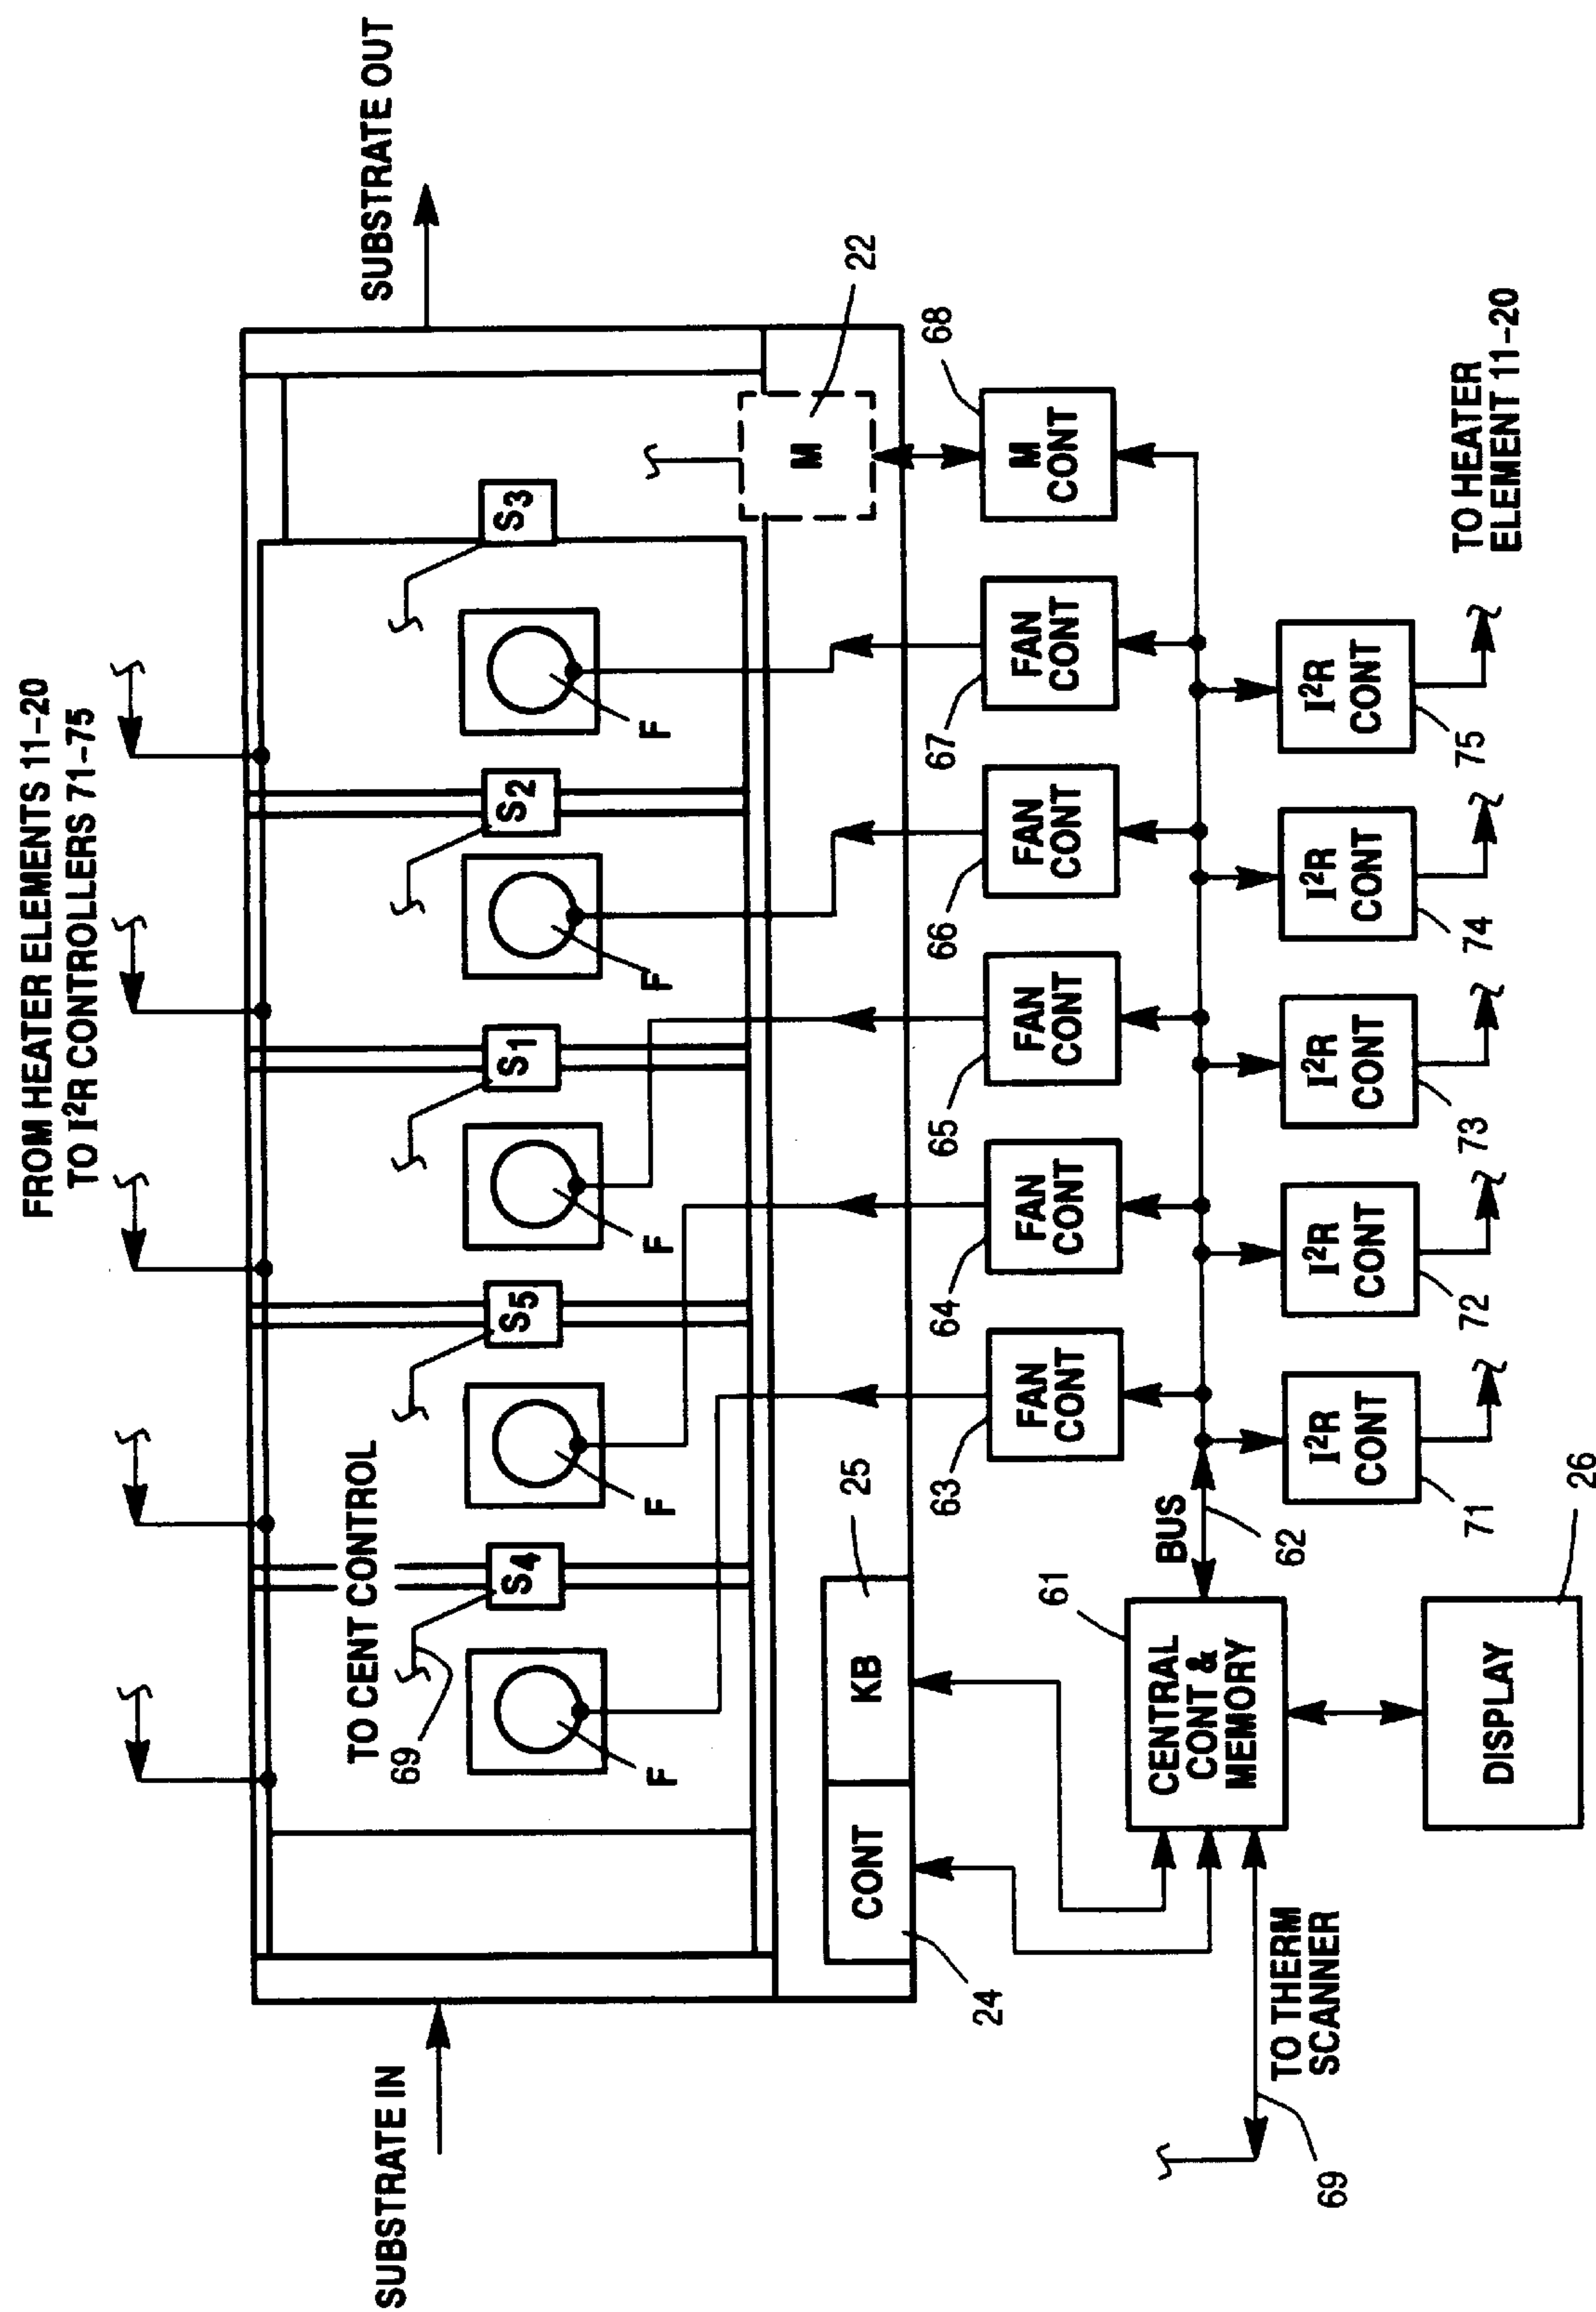 FROM HEATER ELEMENTS 11-20
TO I²R CONTROLLERS 71-75
SUBSTRATE IN
SUBSTRATE OUT
TO CENT CONTROL
69
S4
S5
S1
S2
S3
F
F
F
F
F
M
22
CONT
24
KB
25
FAN CONT
63
FAN CONT
64
FAN CONT
65
FAN CONT
66
FAN CONT
67
M CONT
68
CENTRAL
CONT &
MEMORY
61
BUS
62
TO THERM
SCANNER
69
DISPLAY
26
I²R CONT
71
I²R CONT
72
I²R CONT
73
I²R CONT
74
I²R CONT
75
TO HEATER
ELEMENT 11-20